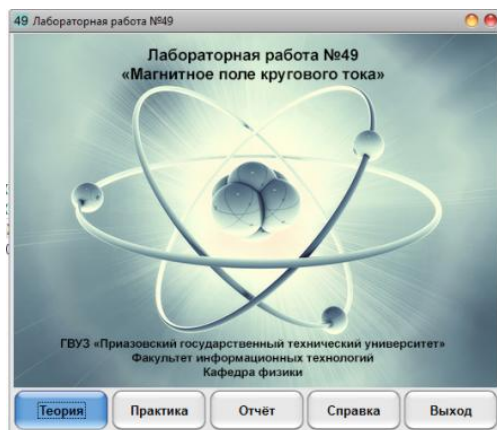 49 Лабораторная работа №49
Лабораторная работа №49
«Магнитное поле кругового тока»
ГВУЗ «Приазовский государственный технический университет»
Факультет информационных технологий
Кафедра физики
Теория Практика Отчёт Справка Выход